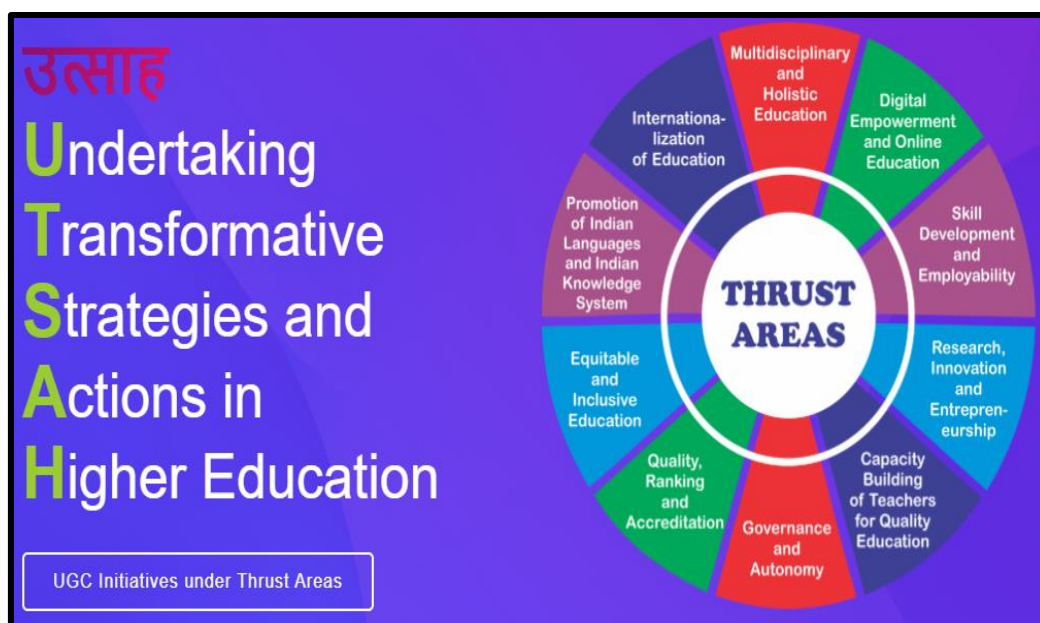 उत्साह
Undertaking
Transformative
Strategies and
Actions in
Higher Education
UGC Initiatives under Thrust Areas
THRUST
AREAS
Multidisciplinary
and
Holistic
Education
Digital
Empowerment
and Online
Education
Skill
Development
and
Employability
Research,
Innovation
and
Entrepren-
eurship
Capacity
Building
of Teachers
for Quality
Education
Governance
and
Autonomy
Quality,
Ranking
and
Accreditation
Equitable
and
Inclusive
Education
Promotion
of Indian
Languages
and Indian
Knowledge
System
Internationa-
lization
of Education